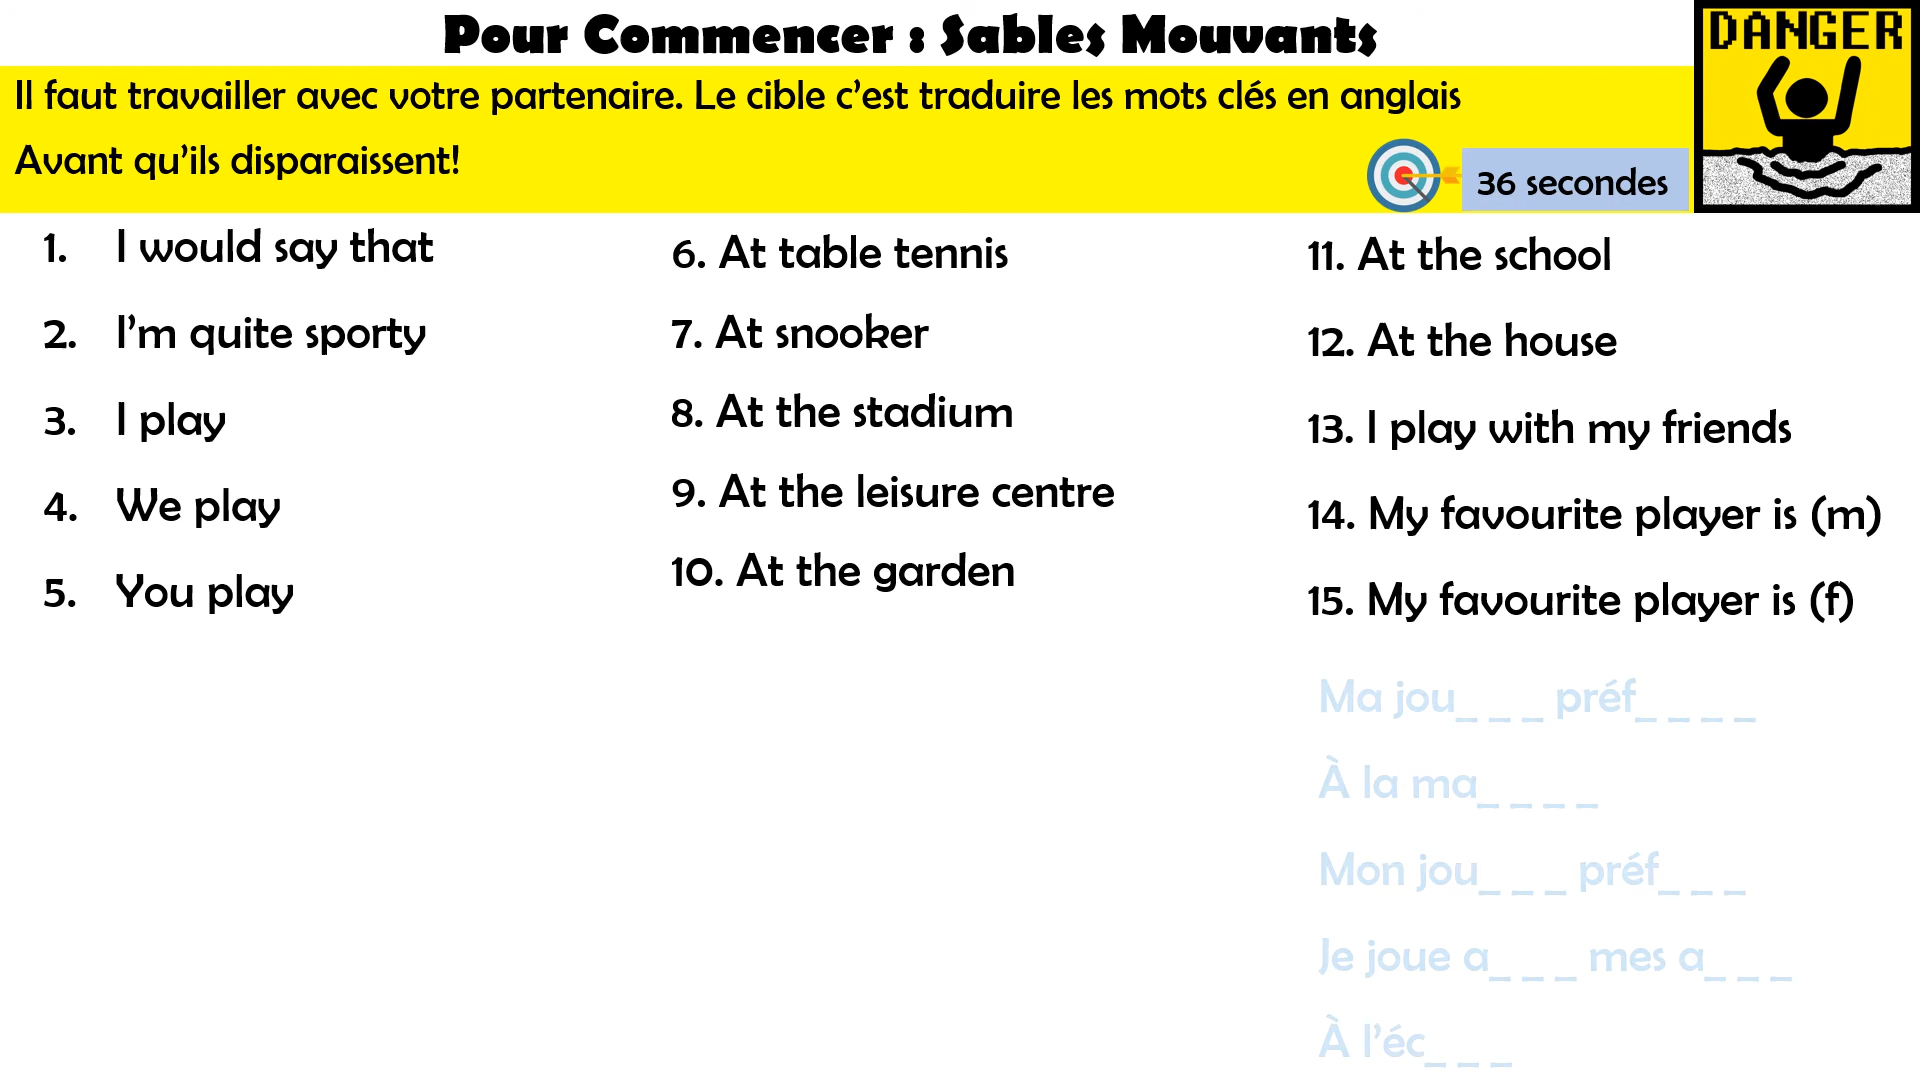 Pour Commencer : Sables Mouvants
DANGER
Il faut travailler avec votre partenaire. Le cible c’est traduire les mots clés en anglais
Avant qu’ils disparaissent!
36 secondes
1. I would say that
2. I’m quite sporty
3. I play
4. We play
5. You play
6. At table tennis
7. At snooker
8. At the stadium
9. At the leisure centre
10. At the garden
11. At the school
12. At the house
13. I play with my friends
14. My favourite player is (m)
15. My favourite player is (f)
Ma jou_ _ _ préf_ _ _ _
À la ma_ _ _ _
Mon jou_ _ _ préf_ _ _
Je joue a_ _ _ mes a_ _ _
À l’éc_ _ _